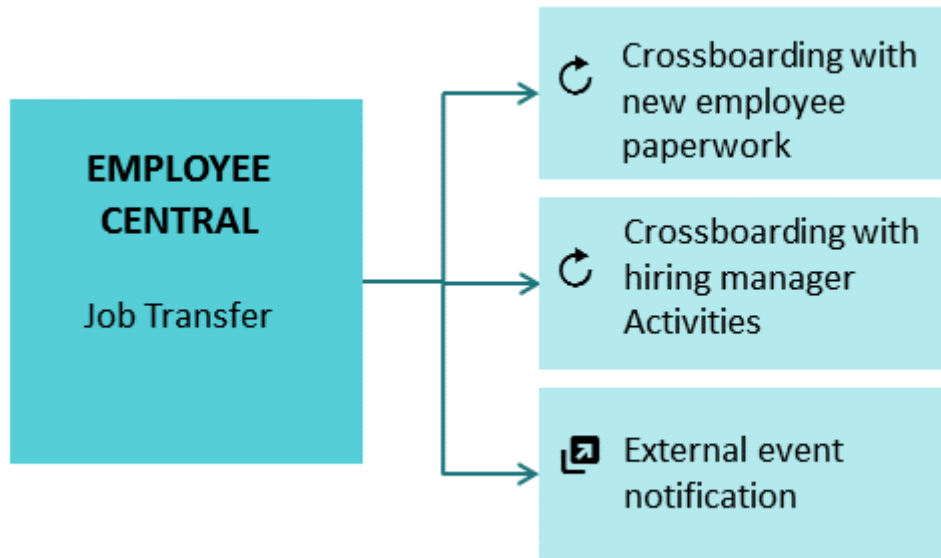 EMPLOYEE
CENTRAL
Job Transfer
Crossboarding with
new employee
paperwork
Crossboarding with
hiring manager
Activities
External event
notification